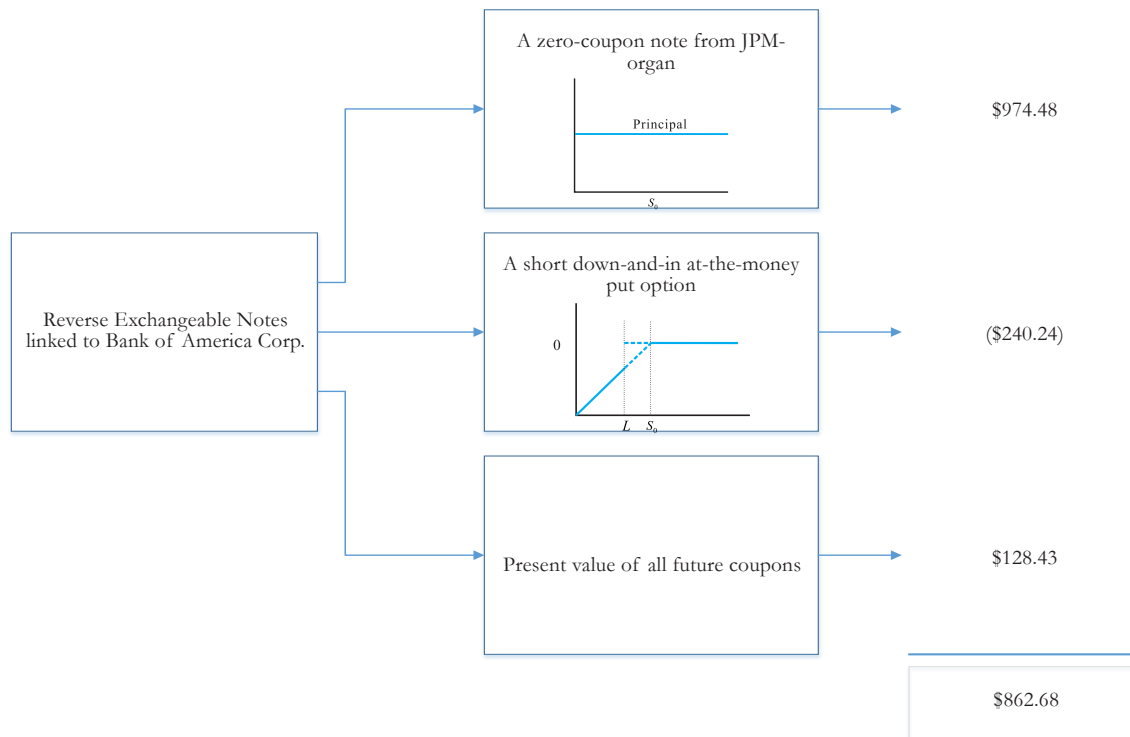 A zero-coupon note from JPM-
organ
Principal
S₀
$974.48
Reverse Exchangeable Notes
linked to Bank of America Corp.
A short down-and-in at-the-money
put option
0
L S₀
($240.24)
Present value of all future coupons
$128.43
$862.68